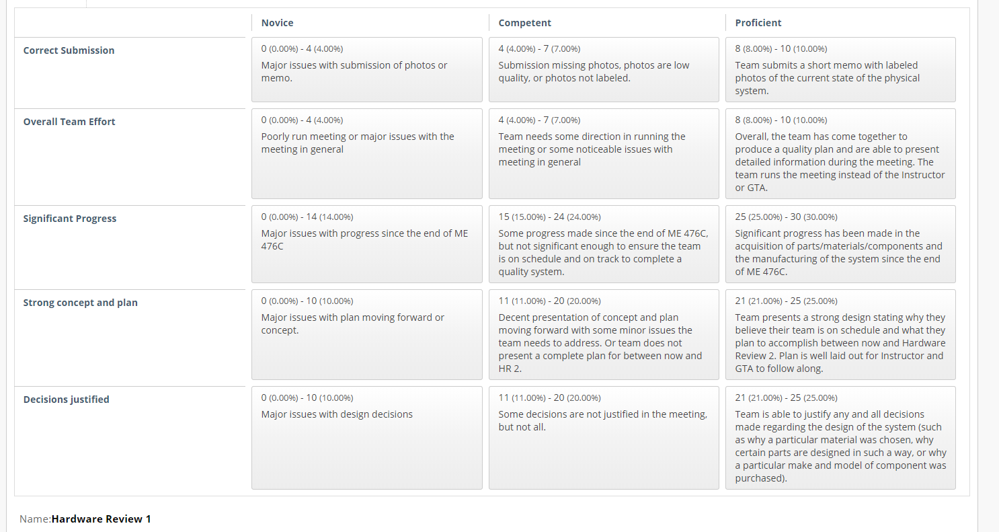 Novice Competent Proficient
Correct Submission
0 (0.00%) - 4 (4.00%)
Major issues with submission of photos or
memo.
4 (4.00%) - 7 (7.00%)
Submission missing photos, photos are low
quality, or photos not labeled.
8 (8.00%) - 10 (10.00%)
Team submits a short memo with labeled
photos of the current state of the physical
system.
Overall Team Effort
0 (0.00%) - 4 (4.00%)
Poorly run meeting or major issues with the
meeting in general
4 (4.00%) - 7 (7.00%)
Team needs some direction in running the
meeting or some noticeable issues with
meeting in general
8 (8.00%) - 10 (10.00%)
Overall, the team has come together to
produce a quality plan and are able to present
detailed information during the meeting. The
team runs the meeting instead of the Instructor
or GTA.
Significant Progress
0 (0.00%) - 14 (14.00%)
Major issues with progress since the end of ME
476C
15 (15.00%) - 24 (24.00%)
Some progress made since the end of ME 476C,
but not significant enough to ensure the team
is on schedule and on track to complete a
quality system.
25 (25.00%) - 30 (30.00%)
Significant progress has been made in the
acquisition of parts/materials/components and
the manufacturing of the system since the end
of ME 476C.
Strong concept and plan
0 (0.00%) - 10 (10.00%)
Major issues with plan moving forward or
concept.
11 (11.00%) - 20 (20.00%)
Decent presentation of concept and plan
moving forward with some minor issues the
team needs to address. Or team does not
present a complete plan for between now and
HR 2.
21 (21.00%) - 25 (25.00%)
Team presents a strong design stating why they
believe their team is on schedule and what they
plan to accomplish between now and Hardware
Review 2. Plan is well laid out for Instructor and
GTA to follow along.
Decisions justified
0 (0.00%) - 10 (10.00%)
Major issues with design decisions
11 (11.00%) - 20 (20.00%)
Some decisions are not justified in the meeting,
but not all.
21 (21.00%) - 25 (25.00%)
Team is able to justify any and all decisions
made regarding the design of the system (such
as why a particular material was chosen, why
certain parts are designed in such a way, or why
a particular make and model of component was
purchased).
Name:Hardware Review 1